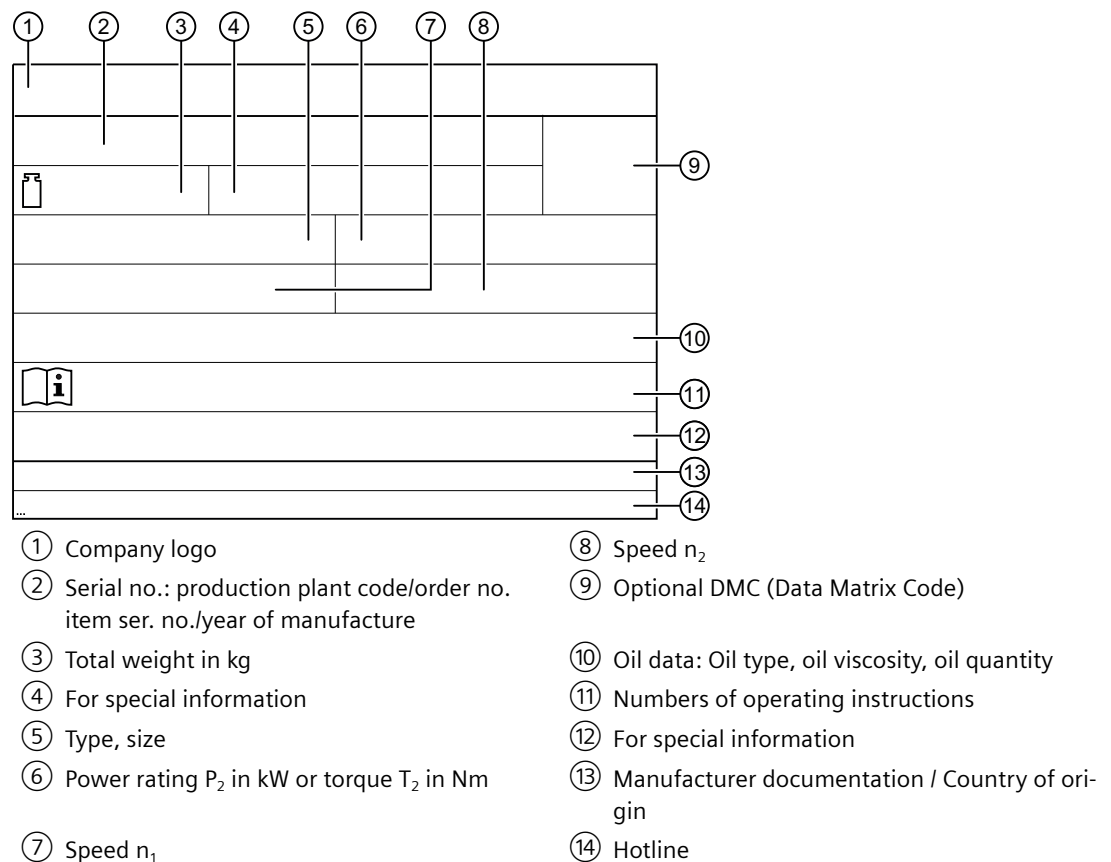 ① ② ③ ④ ⑤ ⑥ ⑦ ⑧
⑨
i
⑩
⑪
⑫
⑬
... ⑭
① Company logo
② Serial no.: production plant code/order no.
item ser. no./year of manufacture
③ Total weight in kg
④ For special information
⑤ Type, size
⑥ Power rating P₂ in kW or torque T₂ in Nm
⑦ Speed n₁
⑧ Speed n₂
⑨ Optional DMC (Data Matrix Code)
⑩ Oil data: Oil type, oil viscosity, oil quantity
⑪ Numbers of operating instructions
⑫ For special information
⑬ Manufacturer documentation / Country of ori-
gin
⑭ Hotline